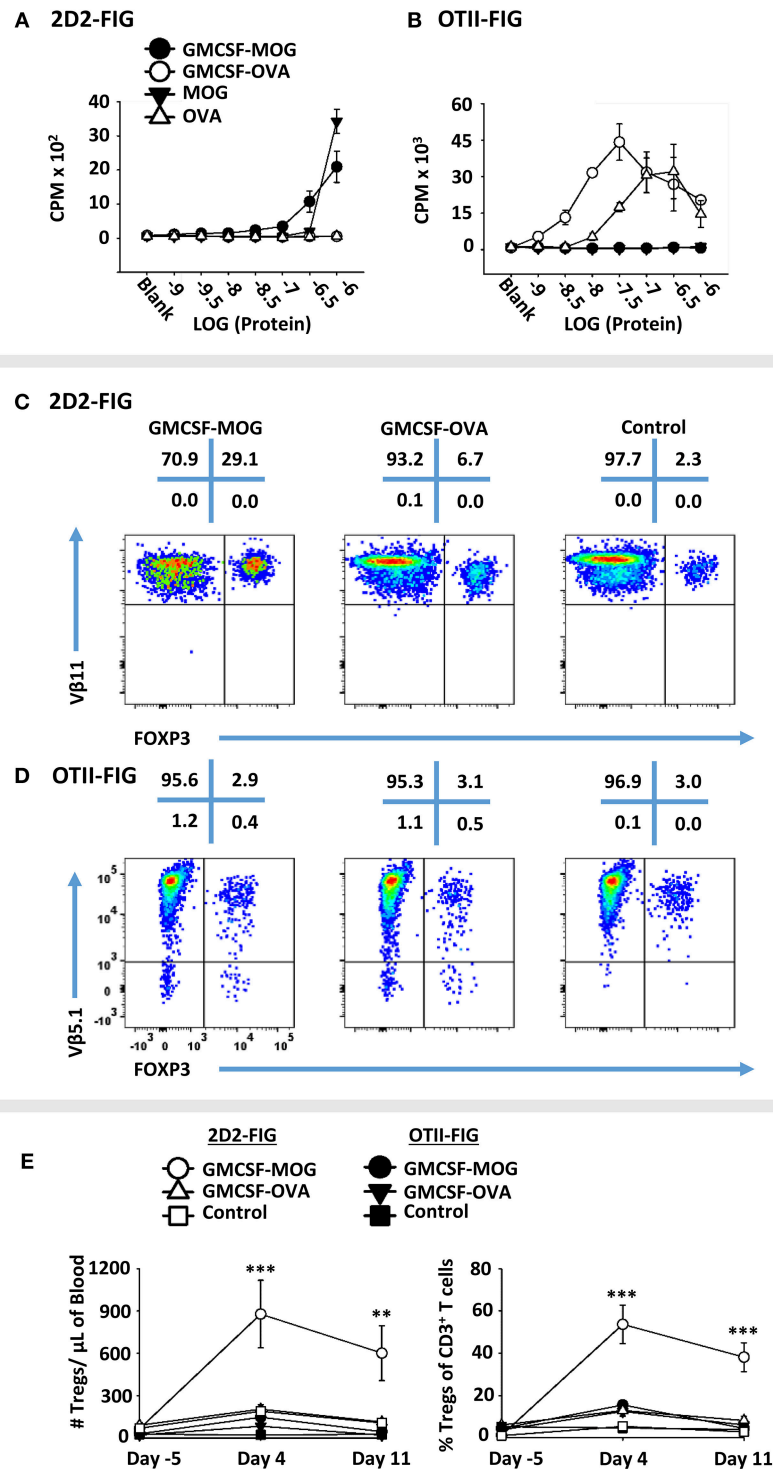 A 2D2-FIG
GMCSF-MOG
GMCSF-OVA
MOG
OVA
40
30
20
10
0
CPM x 10²
Blank -9 -9.5 -8 -8.5 -7 -6.5 -6
LOG (Protein)
B OTII-FIG
60
45
30
15
0
CPM x 10³
Blank -9 -8.5 -8 -7.5 -7 -6.5 -6
LOG (Protein)
C 2D2-FIG
GMCSF-MOG GMCSF-OVA Control
70.9 29.1 93.2 6.7 97.7 2.3
0.0 0.0 0.1 0.0 0.0 0.0
Vβ11
FOXP3
D OTII-FIG
95.6 2.9 95.3 3.1 96.9 3.0
1.2 0.4 1.1 0.5 0.1 0.0
10⁵
10⁴
10³
0
-10³
Vβ5.1
-10³ 0 10³ 10⁴ 10⁵
FOXP3
E
2D2-FIG OTII-FIG
GMCSF-MOG GMCSF-MOG
GMCSF-OVA GMCSF-OVA
Control Control
1200
900
600
300
0
# Tregs/ µL of Blood
*** **
Day -5 Day 4 Day 11
80
60
40
20
0
% Tregs of CD3⁺ T cells
*** ***
Day -5 Day 4 Day 11